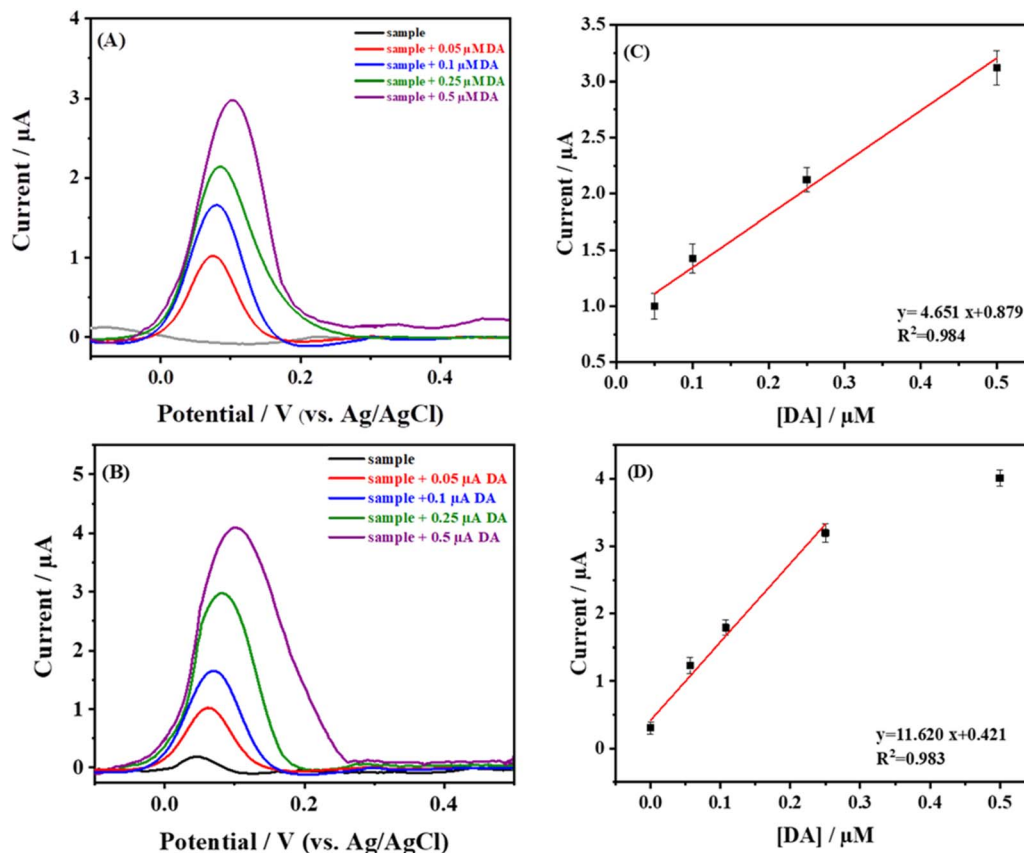 (A)
sample
sample + 0.05 µM DA
sample + 0.1 µM DA
sample + 0.25 µM DA
sample + 0.5 µM DA
4
3
2
1
0
Current / µA
0.0 0.2 0.4
Potential / V (vs. Ag/AgCl)
(C)
3.5
3.0
2.5
2.0
1.5
1.0
0.5
Current / µA
y= 4.651 x+0.879
R²=0.984
0.0 0.1 0.2 0.3 0.4 0.5
[DA] / µM
(B)
sample
sample + 0.05 µA DA
sample +0.1 µA DA
sample + 0.25 µA DA
sample + 0.5 µA DA
5
4
3
2
1
0
Current / µA
0.0 0.2 0.4
Potential / V (vs. Ag/AgCl)
(D)
4
3
2
1
0
Current / µA
y=11.620 x+0.421
R²=0.983
0.0 0.1 0.2 0.3 0.4 0.5
[DA] / µM